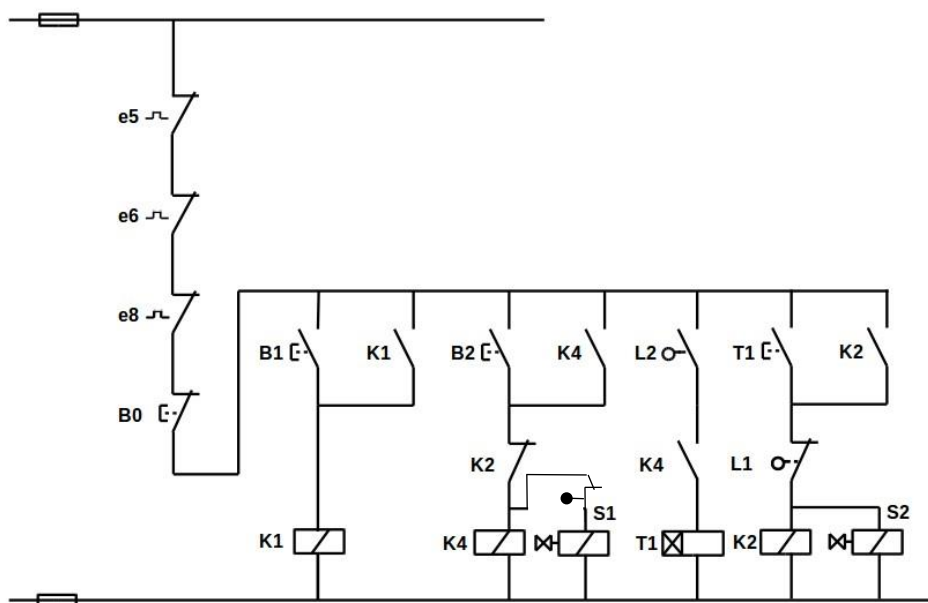 e5
e6
e8
B0
B1 K1 B2 K4 L2 T1 K2
K2 K4 L1
S1 S2
K1 K4 T1 K2